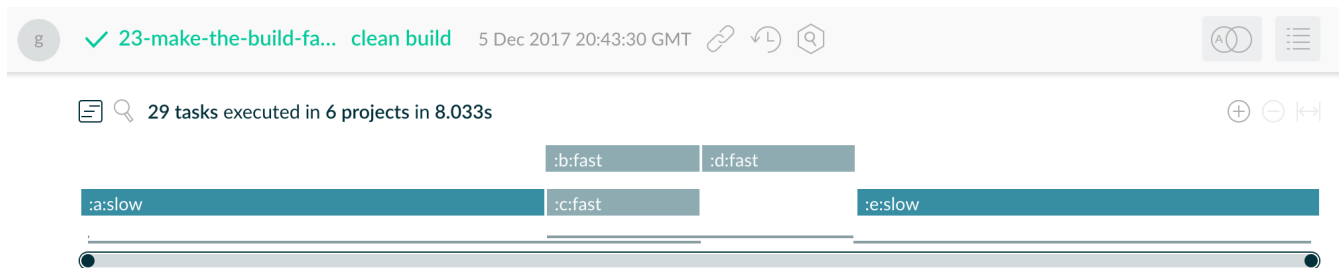 g 23-make-the-build-fa... clean build 5 Dec 2017 20:43:30 GMT A
29 tasks executed in 6 projects in 8.033s
:b:fast :d:fast
:a:slow :c:fast :e:slow